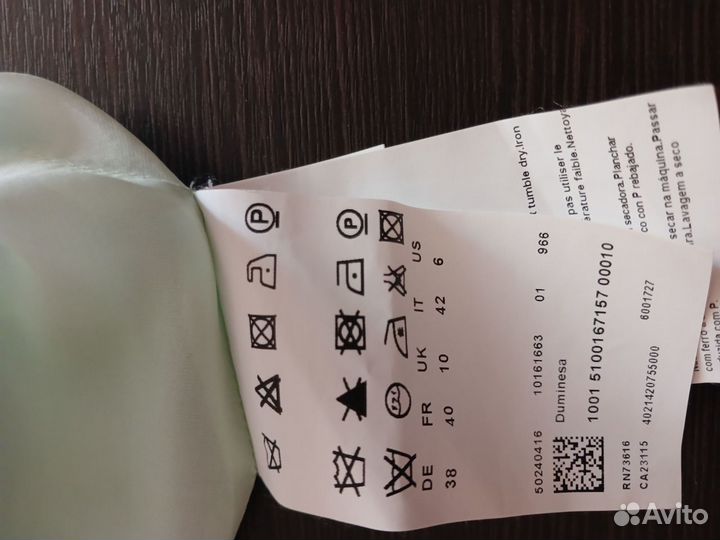 P
P
DE FR UK IT US
38 40 10 42 6
50240416 10161663 01 966
Duminesa
1001 5100167157 00010
RN73616
CA23115 4021420755000 6001727
tumble dry.Iron
pas utiliser le
erature faible.Nettoya
secadora.Planchar
con P rebajado.
secar na máquina.Passar
Lavagem a seco
com ferro
com P.
Avito